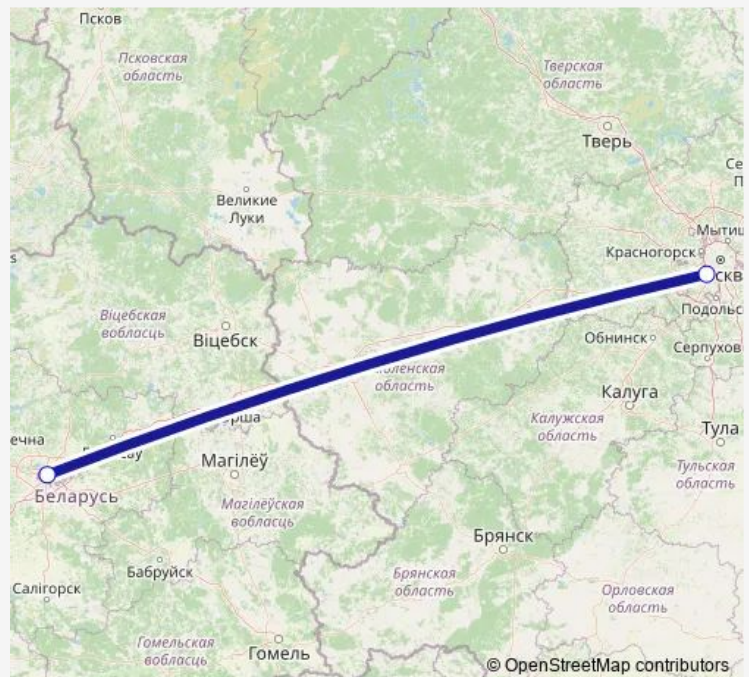 Псков
Псковская
область
Тверская
область
Тверь
Се
П
Великие
Луки
Мытищ
Красногорск
s
Подольс
Віцебская
вобласць
Віцебск
Обнинск
Серпухов
область
Калуга
Калужская
область
Тула
ечна
Магілёў
Беларусь
Тульская
область
Магілёўская
вобласць
Брянск
Бабруйск
Брянская
область
Салігорск
Орловская
область
Гомельская
вобласць
Гомель
© OpenStreetMap contributors